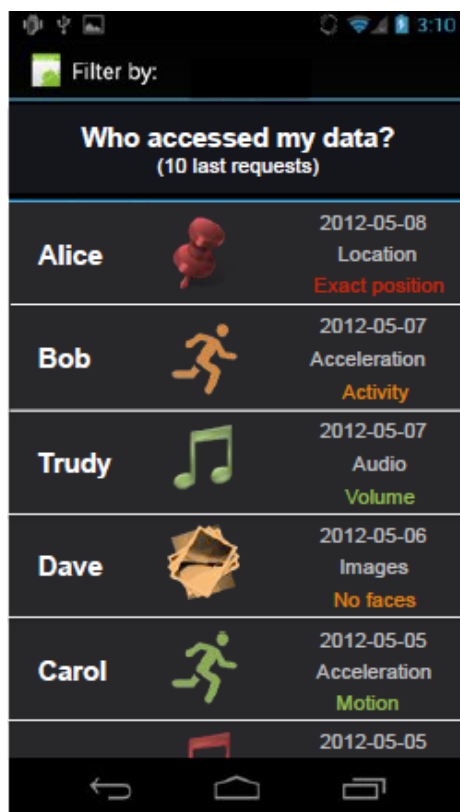 3:10
Filter by:
Who accessed my data?
(10 last requests)
Alice
2012-05-08
Location
Exact position
Bob
2012-05-07
Acceleration
Activity
Trudy
2012-05-07
Audio
Volume
Dave
2012-05-06
Images
No faces
Carol
2012-05-05
Acceleration
Motion
2012-05-05